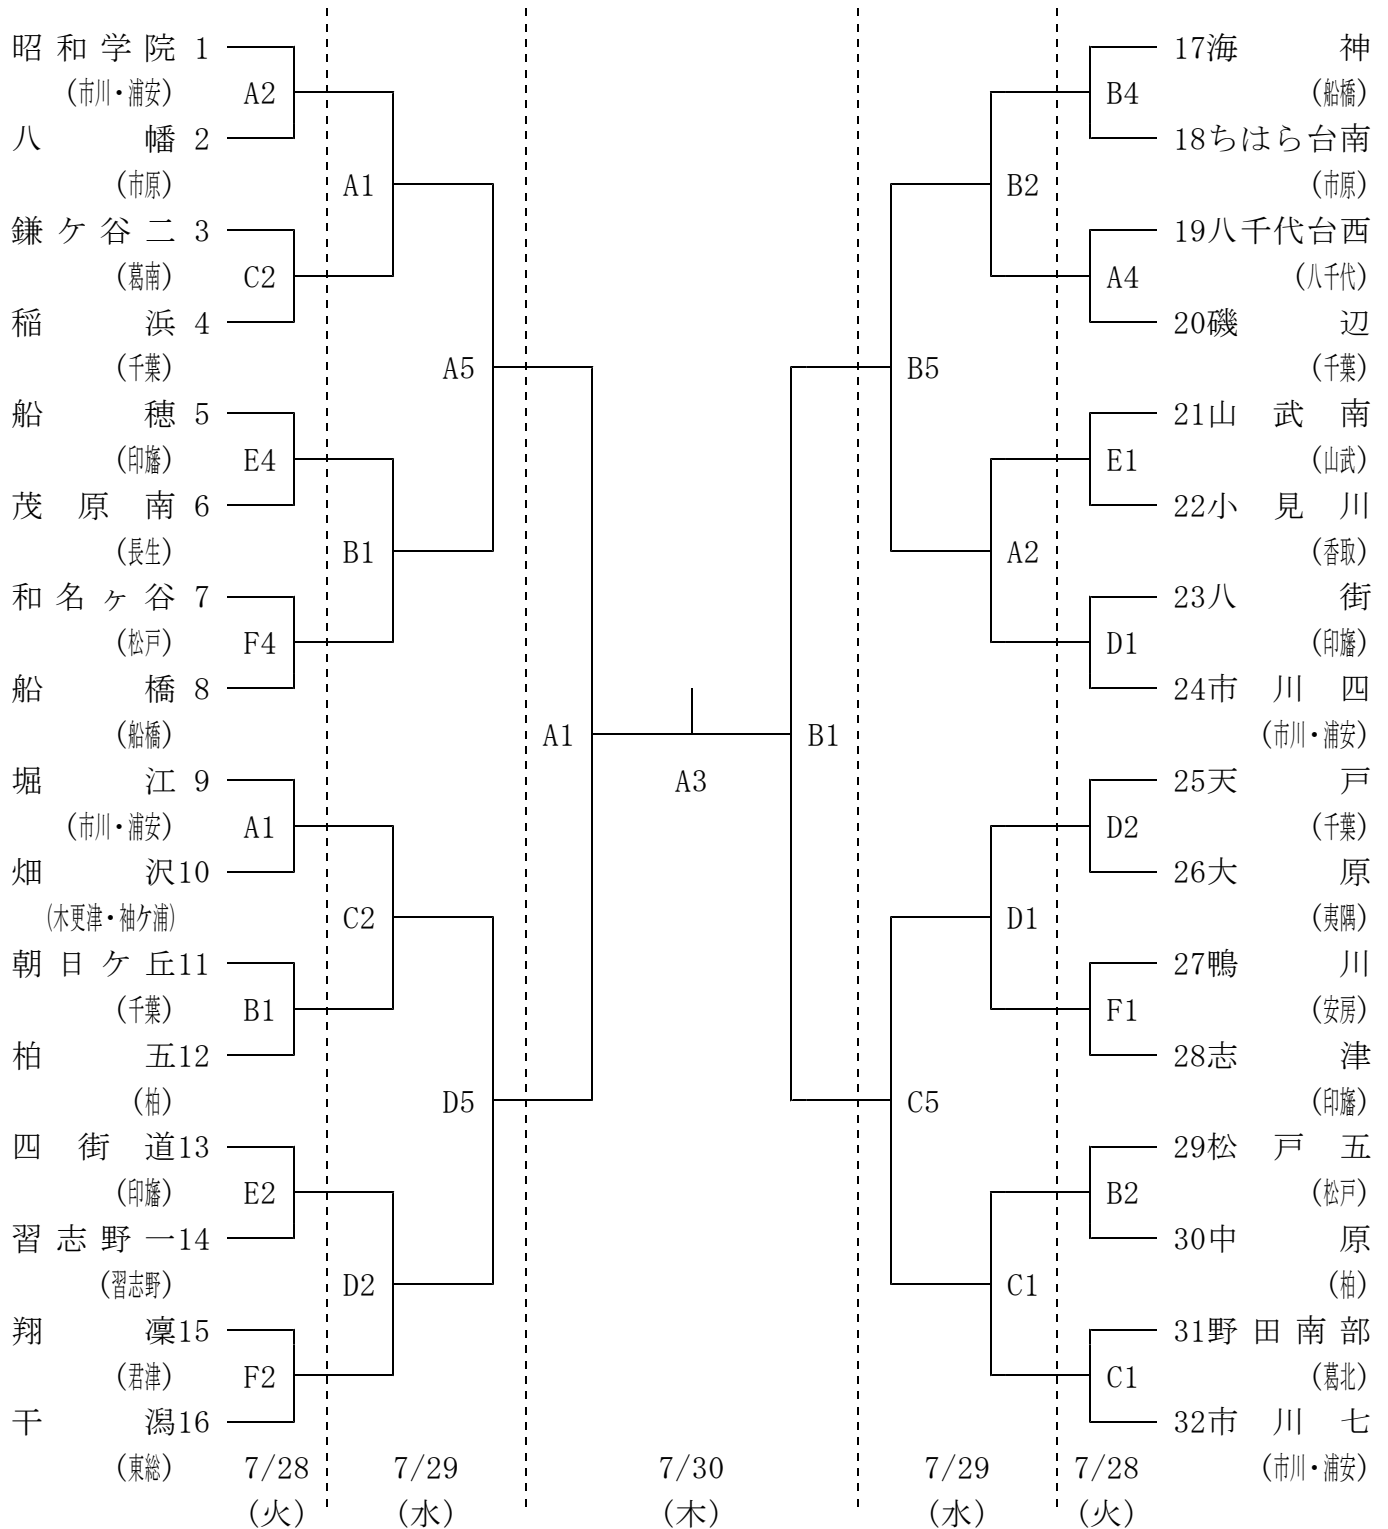 昭和学院 1
17海神
(市川・浦安)
A2
B4
(船橋)
八幡 2
18ちはら台南
(市原)
A1
B2
(市原)
鎌ケ谷二 3
19八千代台西
(葛南)
C2
A4
(八千代)
稲浜 4
20磯辺
(千葉)
A5
B5
(千葉)
船穂 5
21山武南
(印旛)
E4
E1
(山武)
茂原南 6
22小見川
(長生)
B1
A2
(香取)
和名ヶ谷 7
23八街
(松戸)
F4
D1
(印旛)
船橋 8
24市川四
(船橋)
A1
B1
(市川・浦安)
堀江 9
A3
25天戸
(市川・浦安)
A1
D2
(千葉)
畑沢10
26大原
(木更津・袖ケ浦)
C2
D1
(夷隅)
朝日ケ丘11
27鴨川
(千葉)
B1
F1
(安房)
柏五12
28志津
(柏)
D5
C5
(印旛)
四街道13
29松戸五
(印旛)
E2
B2
(松戸)
習志野一14
30中原
(習志野)
D2
C1
(柏)
翔凜15
31野田南部
(君津)
F2
C1
(葛北)
干潟16
32市川七
(東総)
7/28
7/29
7/30
7/29
7/28
(市川・浦安)
(火)
(水)
(木)
(水)
(火)